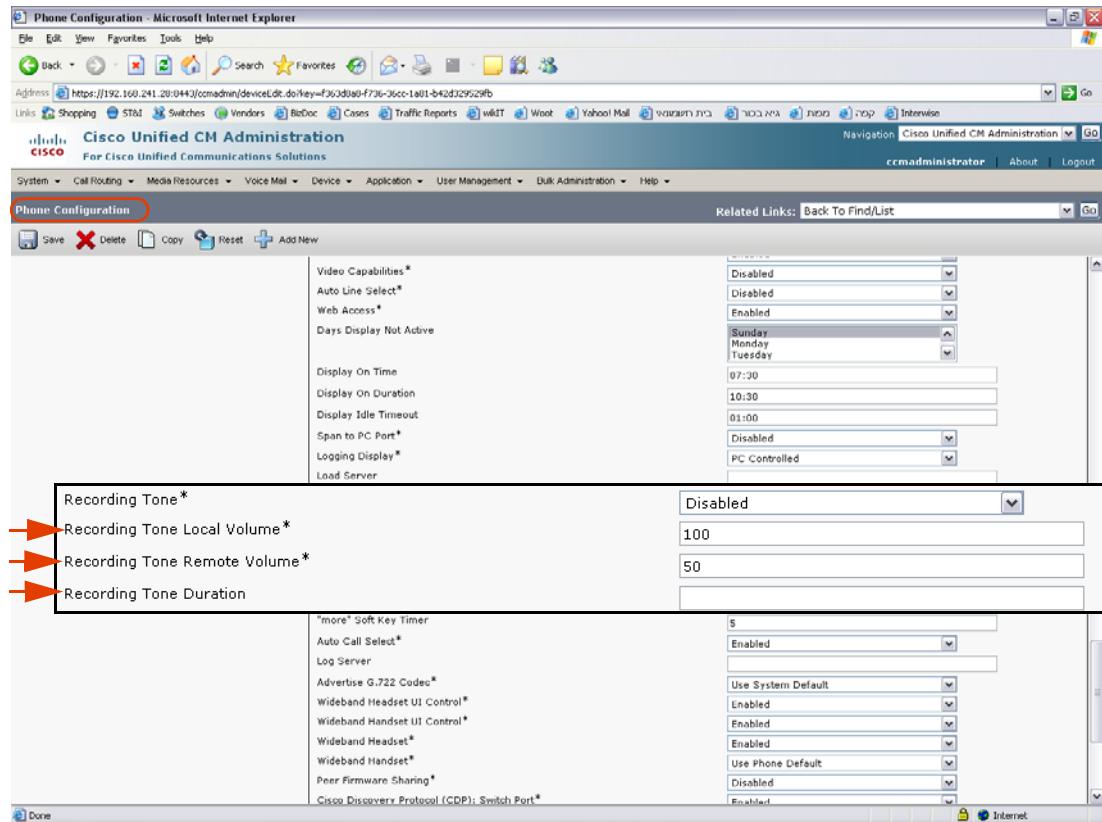 Phone Configuration - Microsoft Internet Explorer
File Edit View Favorites Tools Help
Back Search Favorites
Address https://192.168.241.28:8443/ccmadmin/deviceEdit.do?key=f363d8a8-f736-36cc-1a81-b42d329529fb Go
Links Shopping ST&I Switches Vendors BizDoc Cases Traffic Reports wikIT Woot Yahoo! Mail בית חשמונאי גיא בכור ממות קפה Interwise
CISCO
Cisco Unified CM Administration
For Cisco Unified Communications Solutions
Navigation Cisco Unified CM Administration Go
ccmadministrator | About | Logout
System Call Routing Media Resources Voice Mail Device Application User Management Bulk Administration Help
Phone Configuration
Related Links: Back To Find/List Go
Save Delete Copy Reset Add New
Video Capabilities* Disabled
Auto Line Select* Disabled
Web Access* Enabled
Days Display Not Active Sunday
Monday
Tuesday
Display On Time 07:30
Display On Duration 10:30
Display Idle Timeout 01:00
Span to PC Port* Disabled
Logging Display* PC Controlled
Load Server
Recording Tone* Disabled
Recording Tone Local Volume* 100
Recording Tone Remote Volume* 50
Recording Tone Duration
"more" Soft Key Timer 5
Auto Call Select* Enabled
Log Server
Advertise G.722 Codec* Use System Default
Wideband Headset UI Control* Enabled
Wideband Handset UI Control* Enabled
Wideband Headset* Enabled
Wideband Handset* Use Phone Default
Peer Firmware Sharing* Disabled
Cisco Discovery Protocol (CDP): Switch Port* Enabled
Done Internet